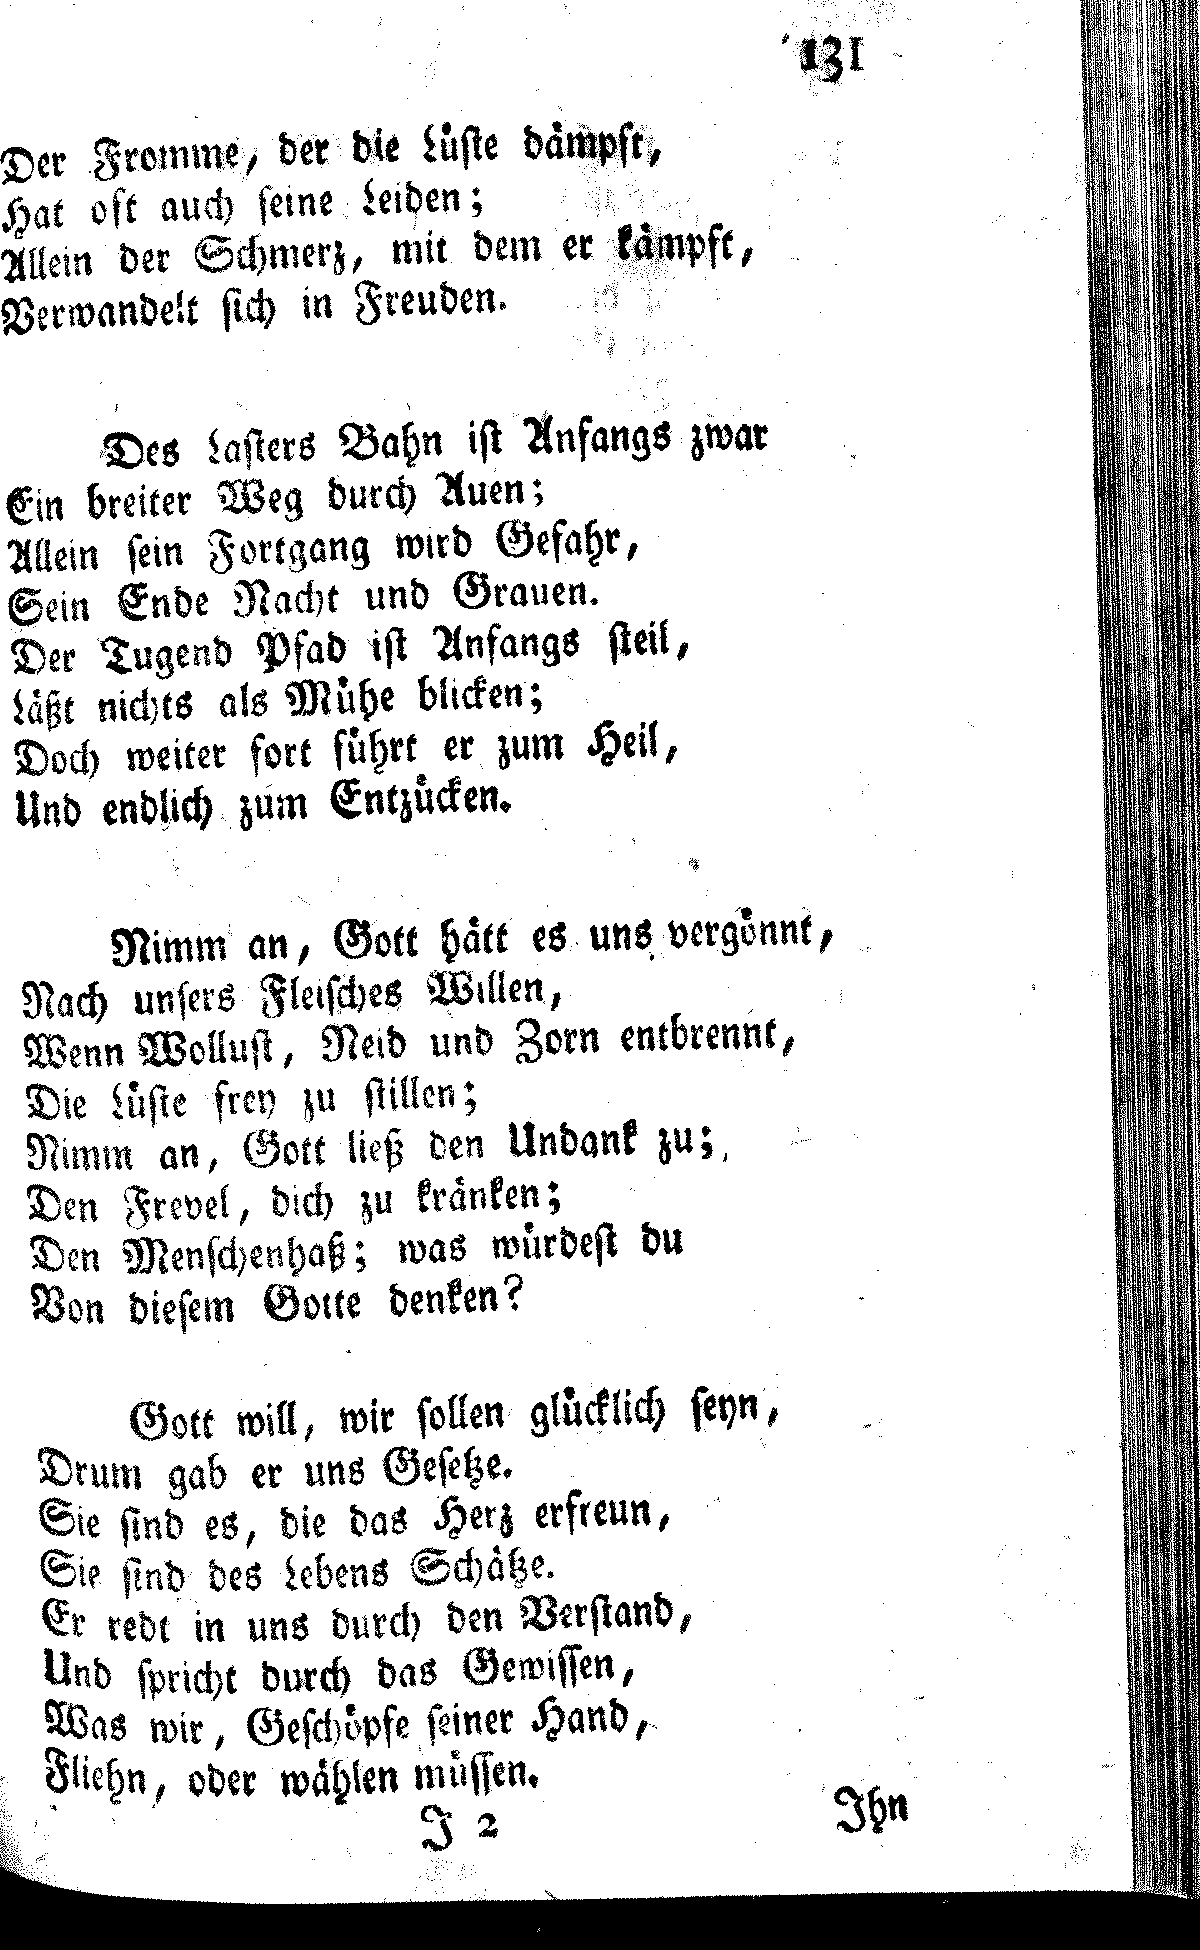 131
Der Fromme, der die Lüste dämpft,
Hat oft auch seine Leiden;
Allein der Schmerz, mit dem er kämpft,
Verwandelt sich in Freuden.
Des Lasters Bahn ist Anfangs zwar
Ein breiter Weg durch Auen;
Allein sein Fortgang wird Gefahr,
Sein Ende Nacht und Grauen.
Der Tugend Pfad ist Anfangs steil,
Läßt nichts als Mühe blicken;
Doch weiter fort führt er zum Heil,
Und endlich zum Entzücken.
Nimm an, Gott hätt es uns vergönnt,
Nach unsers Fleisches Willen,
Wenn Wollust, Neid und Zorn entbrennt,
Die Lüste frey zu stillen;
Nimm an, Gott ließ den Undank zu;
Den Frevel, dich zu kränken;
Den Menschenhaß; was würdest du
Von diesem Gotte denken?
Gott will, wir sollen glücklich seyn,
Drum gab er uns Gesetze.
Sie sind es, die das Herz erfreun,
Sie sind des Lebens Schätze.
Er redt in uns durch den Verstand,
Und spricht durch das Gewissen,
Was wir, Geschöpfe seiner Hand,
Fliehn, oder wählen müssen.
J 2 Ihn